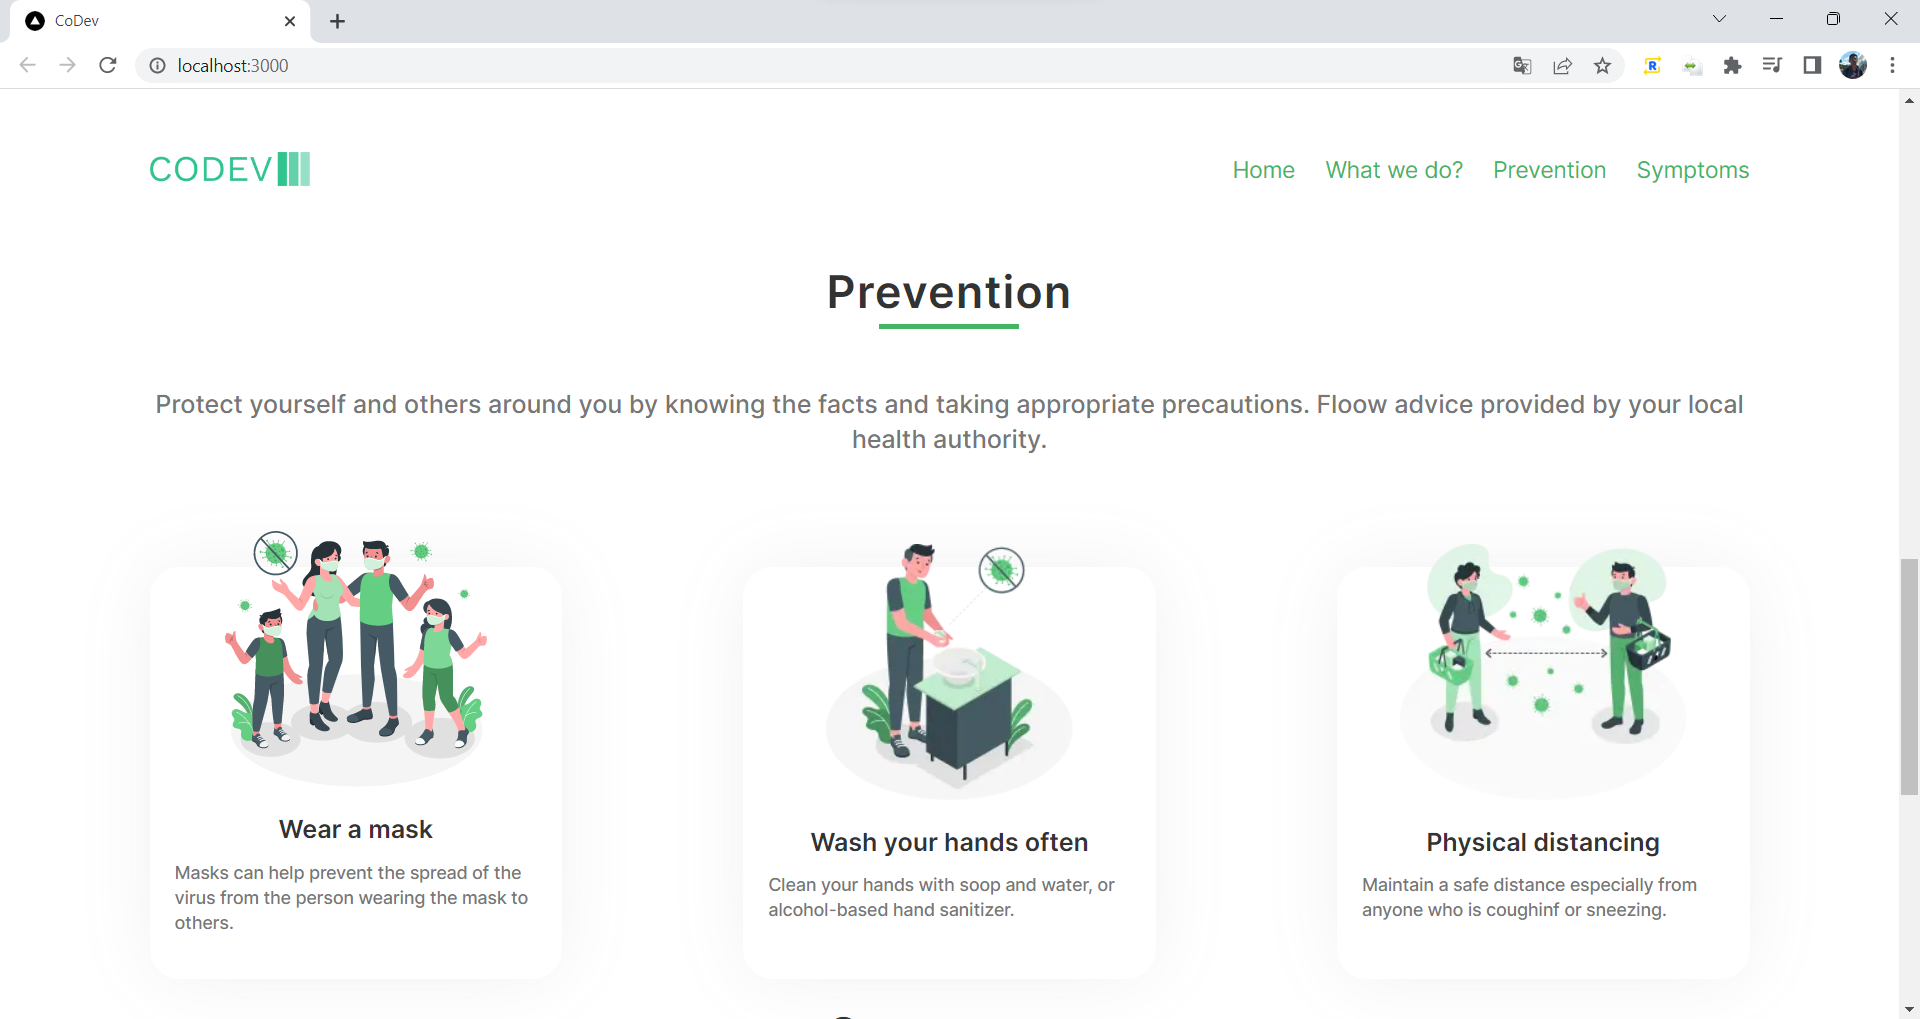 CoDev
localhost:3000
R
CODEV
Home What we do? Prevention Symptoms
Prevention
Protect yourself and others around you by knowing the facts and taking appropriate precautions. Floow advice provided by your local
health authority.
Wear a mask
Masks can help prevent the spread of the
virus from the person wearing the mask to
others.
Wash your hands often
Clean your hands with soop and water, or
alcohol-based hand sanitizer.
Physical distancing
Maintain a safe distance especially from
anyone who is coughinf or sneezing.